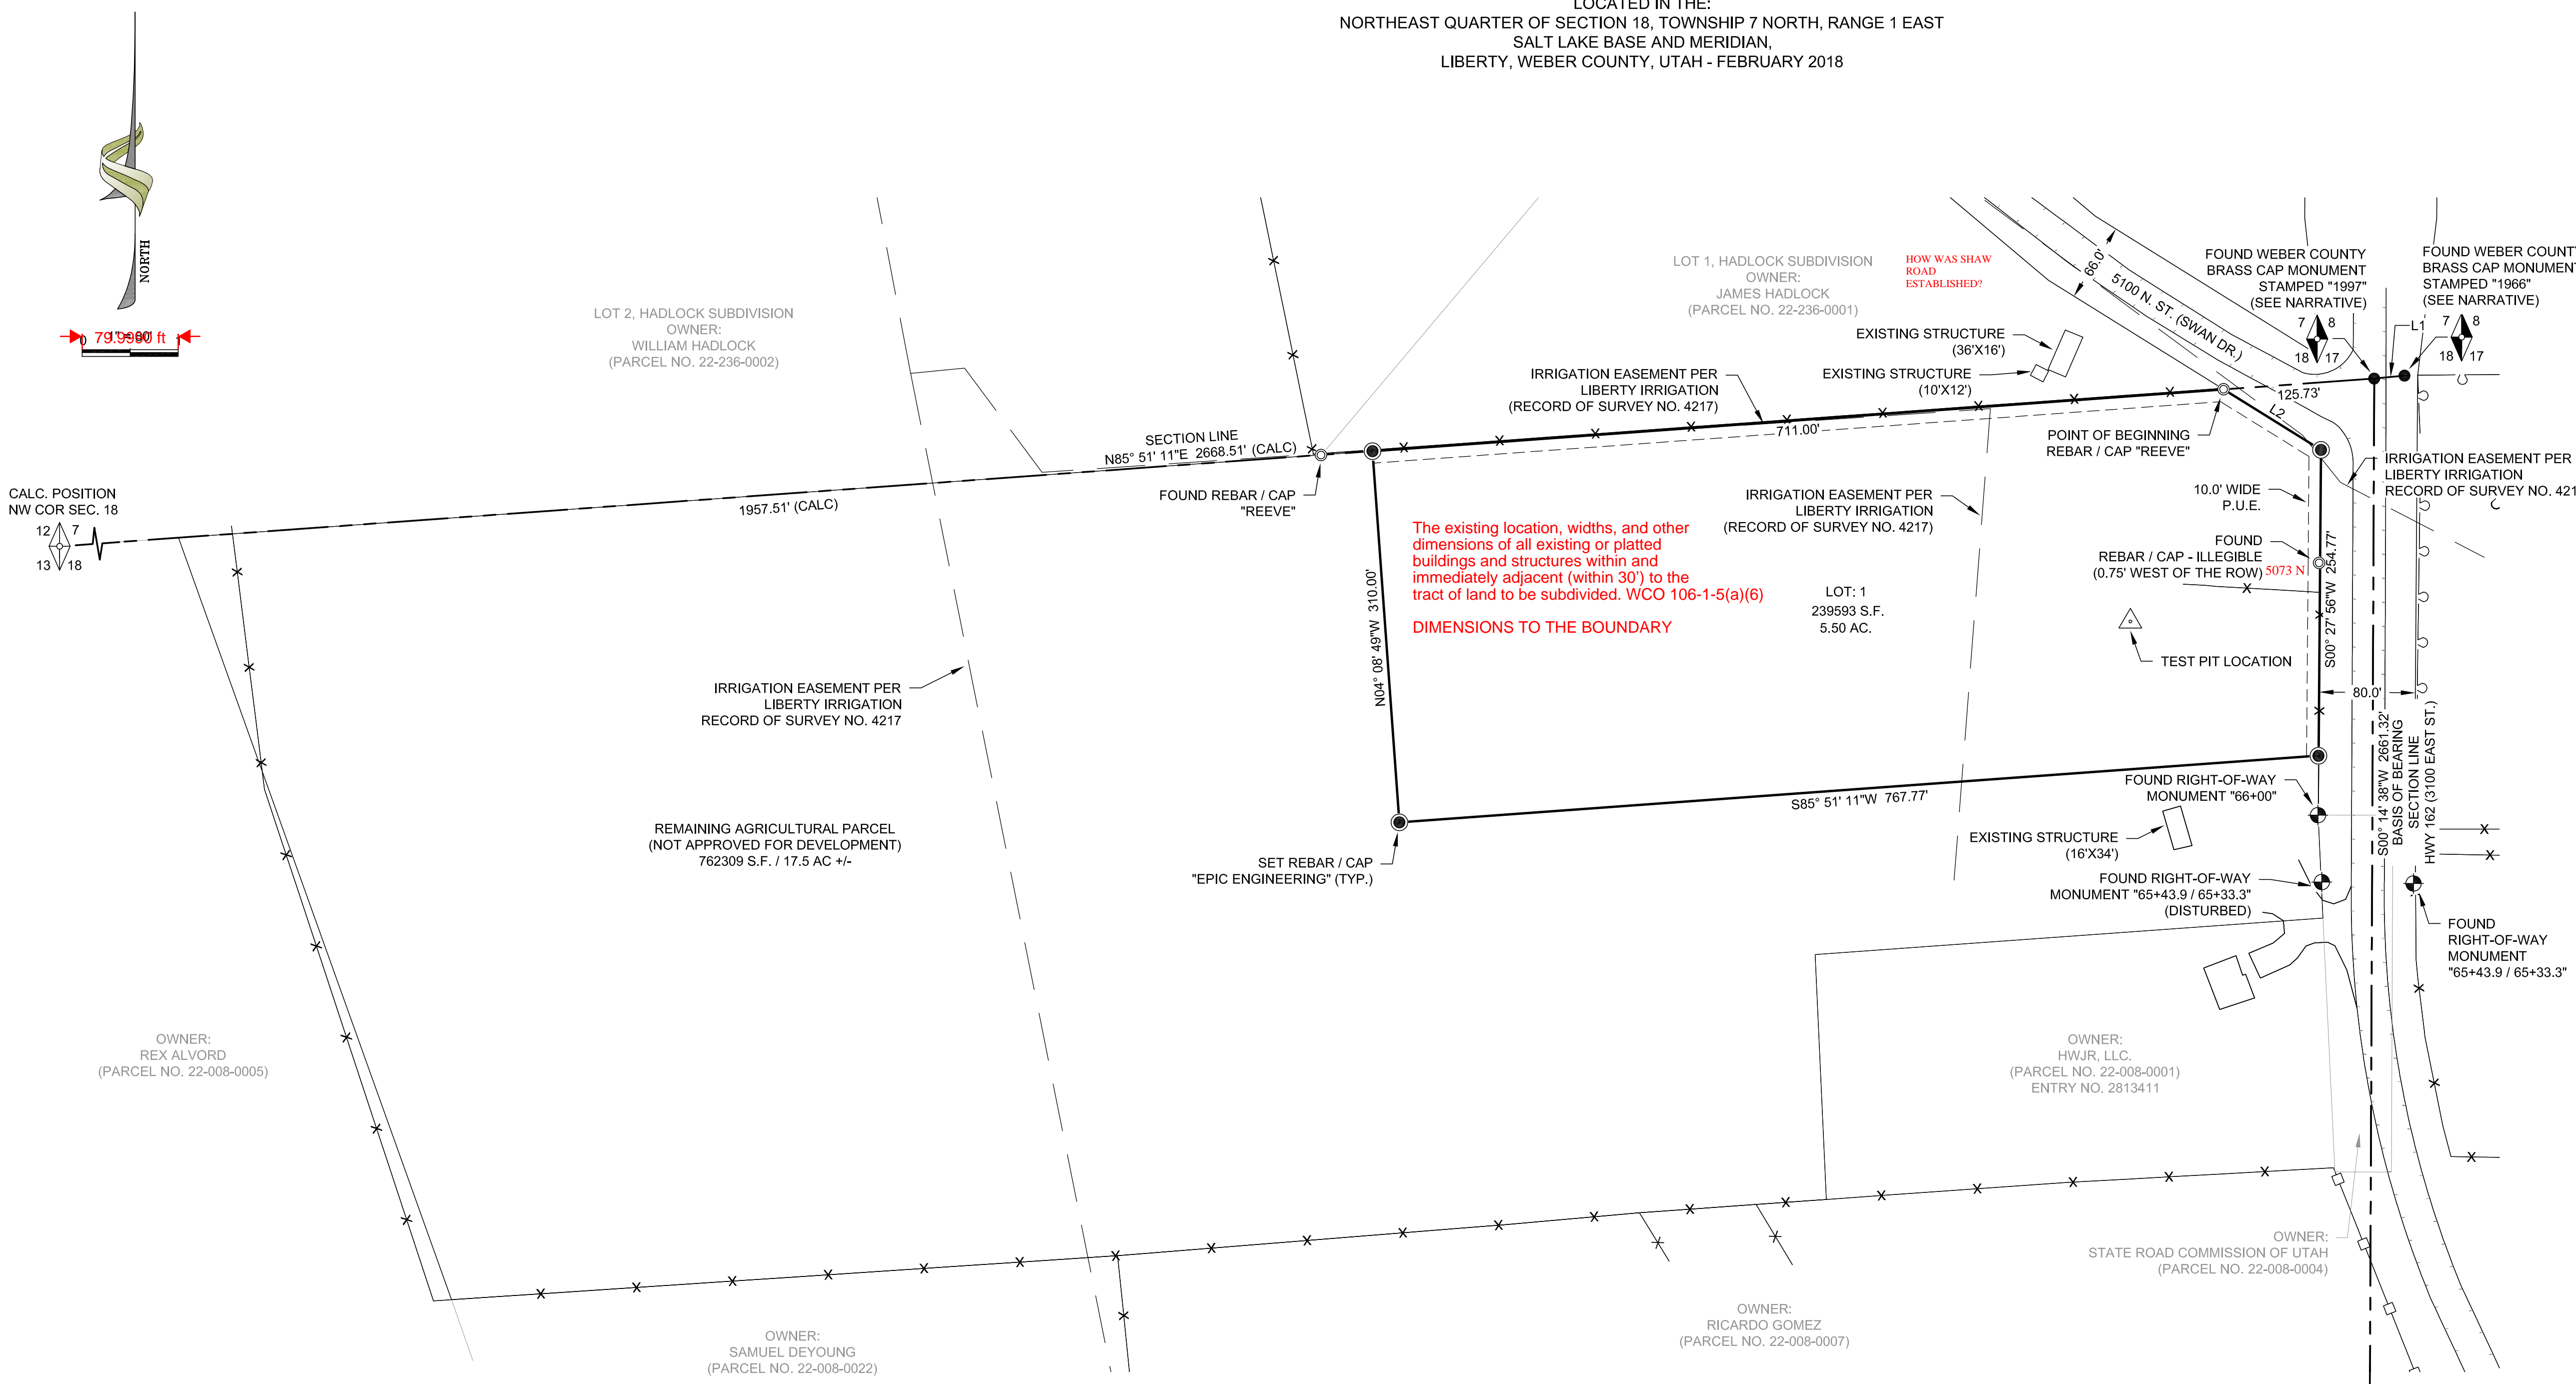 LOCATED IN THE:
NORTHEAST QUARTER OF SECTION 18, TOWNSHIP 7 NORTH, RANGE 1 EAST
SALT LAKE BASE AND MERIDIAN,
LIBERTY, WEBER COUNTY, UTAH - FEBRUARY 2018
NORTH
0
79.9980 ft
1" = 80'
LOT 2, HADLOCK SUBDIVISION
OWNER:
WILLIAM HADLOCK
(PARCEL NO. 22-236-0002)
LOT 1, HADLOCK SUBDIVISION
OWNER:
JAMES HADLOCK
(PARCEL NO. 22-236-0001)
HOW WAS SHAW
ROAD
ESTABLISHED?
66.0'
5100 N. ST. (SWAN DR.)
FOUND WEBER COUNTY
BRASS CAP MONUMENT
STAMPED "1997"
(SEE NARRATIVE)
7 8
18 17
L1
FOUND WEBER COUNT
BRASS CAP MONUMEN
STAMPED "1966"
(SEE NARRATIVE)
7 8
18 17
EXISTING STRUCTURE
(36'X16')
EXISTING STRUCTURE
(10'X12')
IRRIGATION EASEMENT PER
LIBERTY IRRIGATION
(RECORD OF SURVEY NO. 4217)
125.73'
L2
711.00'
POINT OF BEGINNING
REBAR / CAP "REEVE"
SECTION LINE
N85° 51' 11"E 2668.51' (CALC)
1957.51' (CALC)
CALC. POSITION
NW COR SEC. 18
12 7
13 18
FOUND REBAR / CAP
"REEVE"
IRRIGATION EASEMENT PER
LIBERTY IRRIGATION
(RECORD OF SURVEY NO. 4217)
10.0' WIDE
P.U.E.
IRRIGATION EASEMENT PER
LIBERTY IRRIGATION
RECORD OF SURVEY NO. 421
FOUND
REBAR / CAP - ILLEGIBLE
(0.75' WEST OF THE ROW)
5073 N
S00° 27' 56"W 254.77'
The existing location, widths, and other
dimensions of all existing or platted
buildings and structures within and
immediately adjacent (within 30') to the
tract of land to be subdivided. WCO 106-1-5(a)(6)
DIMENSIONS TO THE BOUNDARY
LOT: 1
239593 S.F.
5.50 AC.
N04° 08' 49"W 310.00'
TEST PIT LOCATION
80.0'
IRRIGATION EASEMENT PER
LIBERTY IRRIGATION
RECORD OF SURVEY NO. 4217
S00° 14' 38"W 2661.32'
BASIS OF BEARING
SECTION LINE
HWY 162 (3100 EAST ST.)
S85° 51' 11"W 767.77'
FOUND RIGHT-OF-WAY
MONUMENT "66+00"
REMAINING AGRICULTURAL PARCEL
(NOT APPROVED FOR DEVELOPMENT)
762309 S.F. / 17.5 AC +/-
SET REBAR / CAP
"EPIC ENGINEERING" (TYP.)
EXISTING STRUCTURE
(16'X34')
FOUND RIGHT-OF-WAY
MONUMENT "65+43.9 / 65+33.3"
(DISTURBED)
FOUND
RIGHT-OF-WAY
MONUMENT
"65+43.9 / 65+33.3"
OWNER:
REX ALVORD
(PARCEL NO. 22-008-0005)
OWNER:
HWJR, LLC.
(PARCEL NO. 22-008-0001)
ENTRY NO. 2813411
OWNER:
STATE ROAD COMMISSION OF UTAH
(PARCEL NO. 22-008-0004)
OWNER:
SAMUEL DEYOUNG
(PARCEL NO. 22-008-0022)
OWNER:
RICARDO GOMEZ
(PARCEL NO. 22-008-0007)